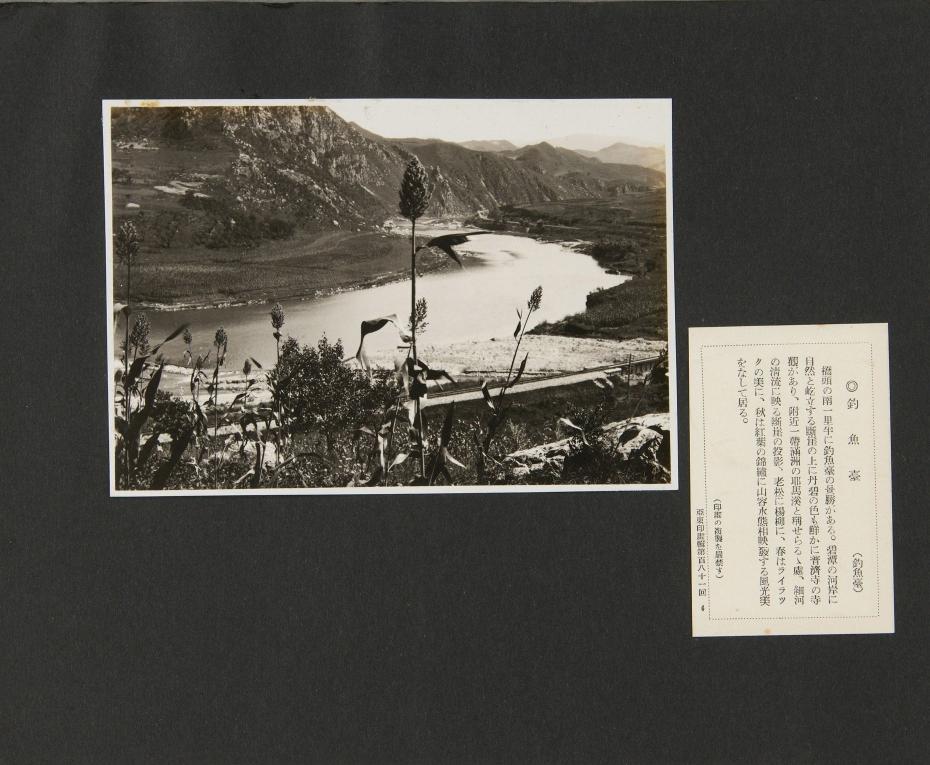 ◎釣魚臺
（釣魚臺）
橋頭の南一里半に釣魚臺の景勝がある。碧潭の河岸に
自然と屹立する斷崖の上に丹碧の色も鮮かに普濟寺の寺
觀があり、附近一帶滿洲の耶馬溪と稱せらるゝ處、細河
の清流に映る斷崖の投影、老松に楊柳に、春はライラッ
クの美に、秋は紅葉の錦繡に山容水態相映發する風光美
をなして居る。
（印畫の複製を嚴禁す）
亞東印畫輯第百八十一回 4